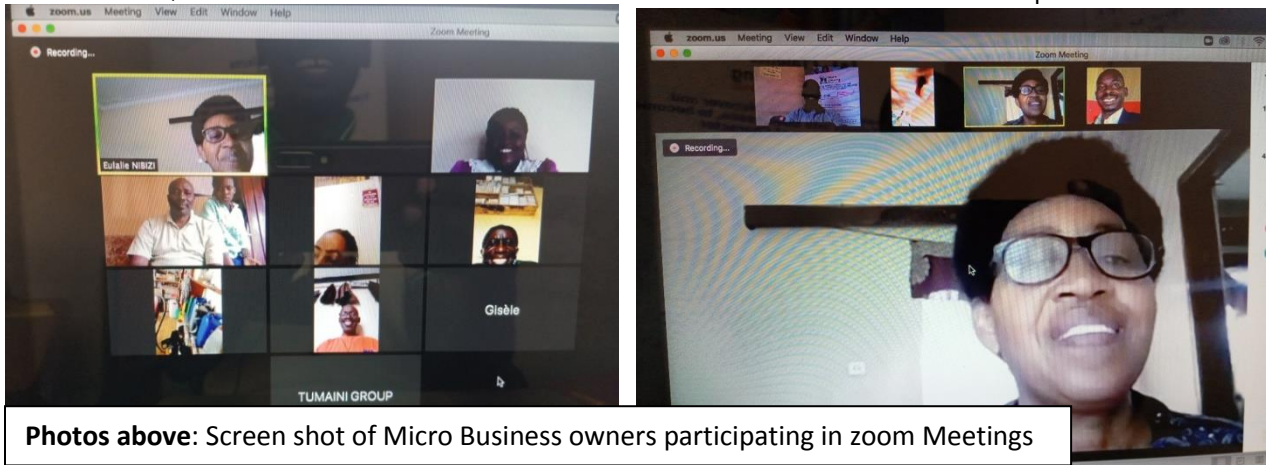 zoom.us Meeting View Edit Window Help
Zoom Meeting
Recording...
Eulalie NIBIZI
Gisèle
TUMAINI GROUP
zoom.us Meeting View Edit Window Help
Zoom Meeting
Recording...
Photos above: Screen shot of Micro Business owners participating in zoom Meetings